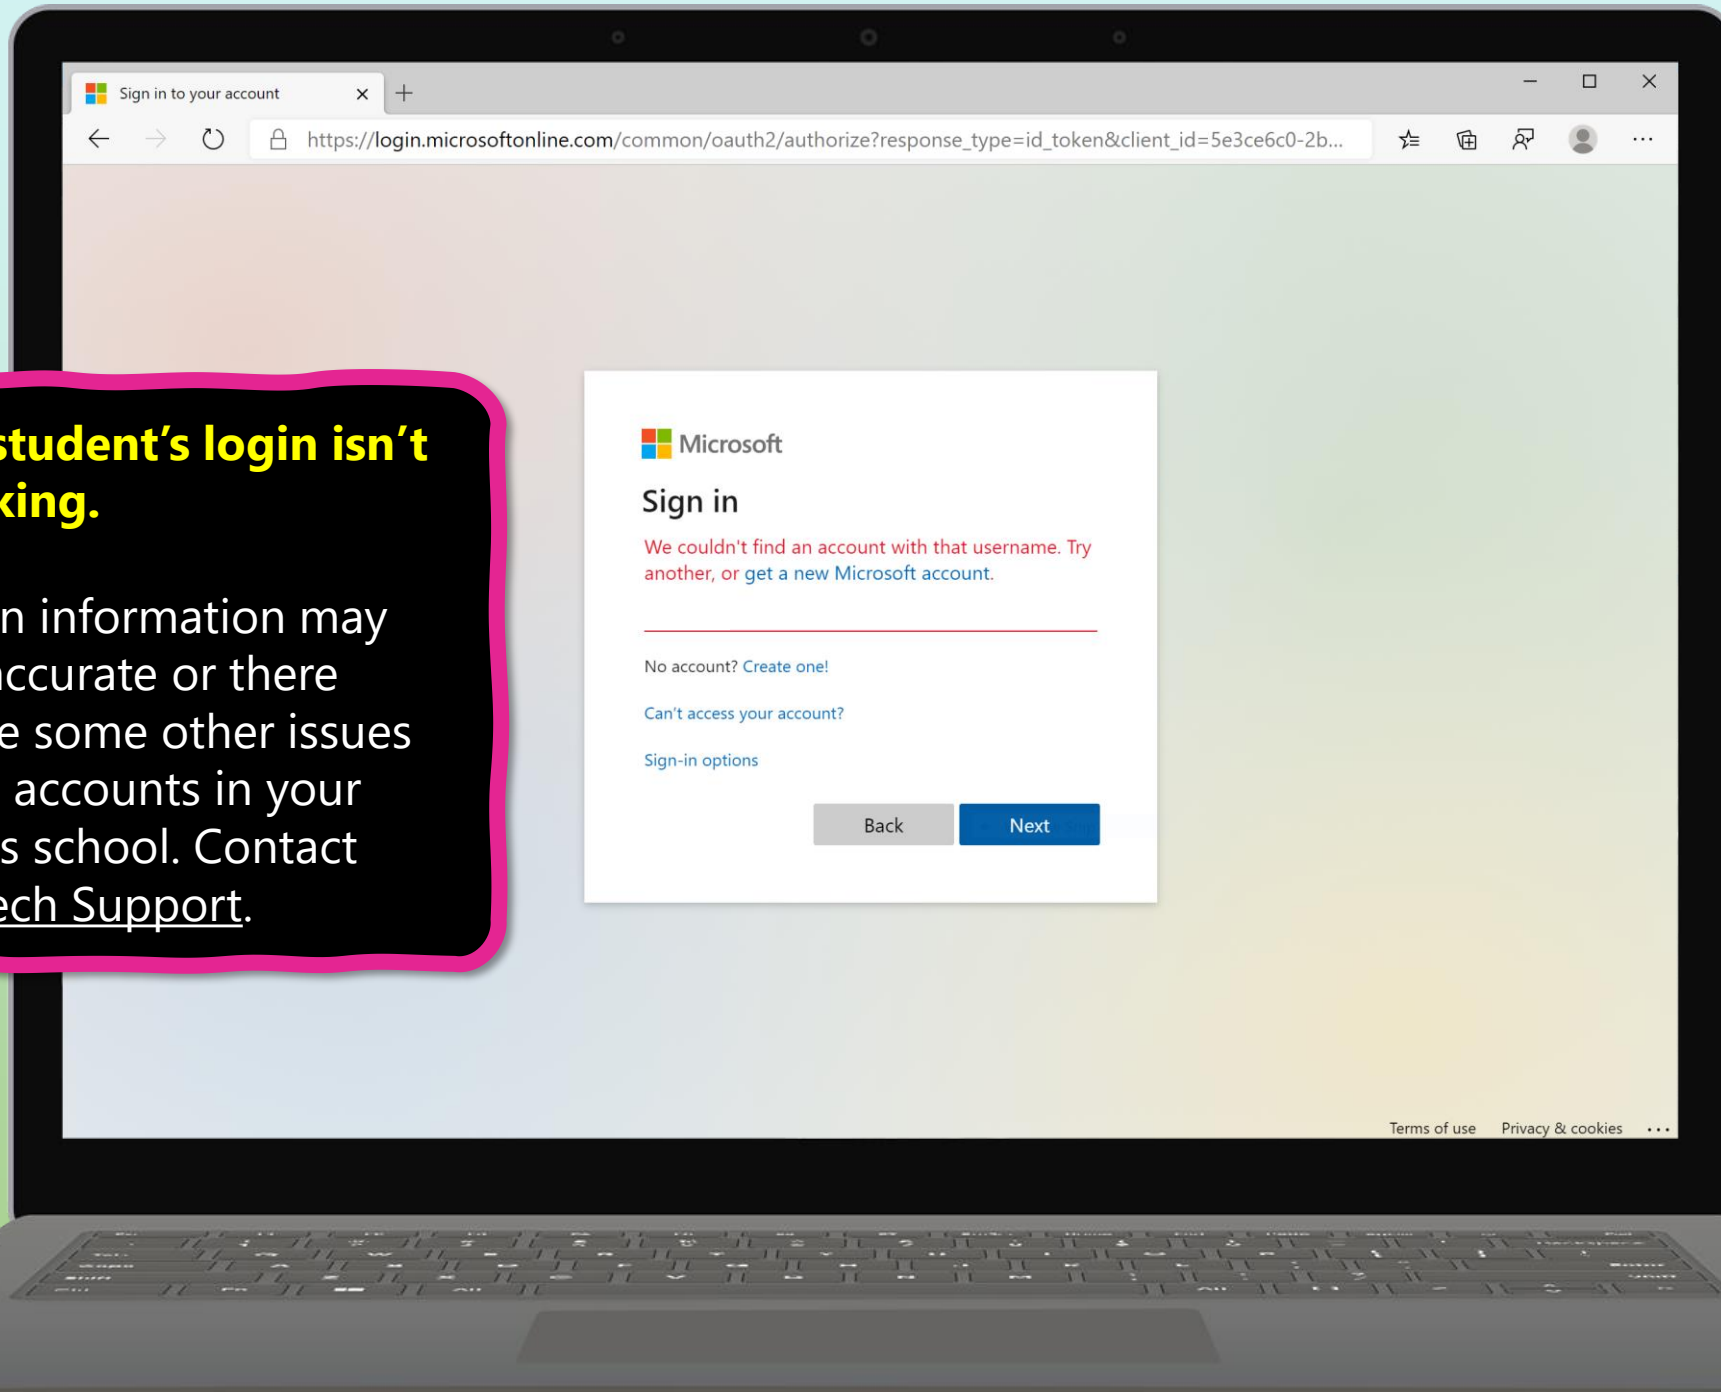 Sign in to your account
https://login.microsoftonline.com/common/oauth2/authorize?response_type=id_token&client_id=5e3ce6c0-2b...
student's login isn't
king.
n information may
accurate or there
e some other issues
accounts in your
s school. Contact
ech Support.
Microsoft
Sign in
We couldn't find an account with that username. Try
another, or get a new Microsoft account.
No account? Create one!
Can't access your account?
Sign-in options
Back Next
Terms of use Privacy & cookies ...